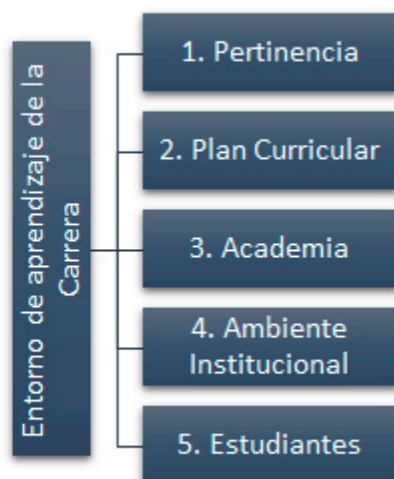 Entorno de aprendizaje de la
Carrera
1. Pertinencia
2. Plan Curricular
3. Academia
4. Ambiente
Institucional
5. Estudiantes